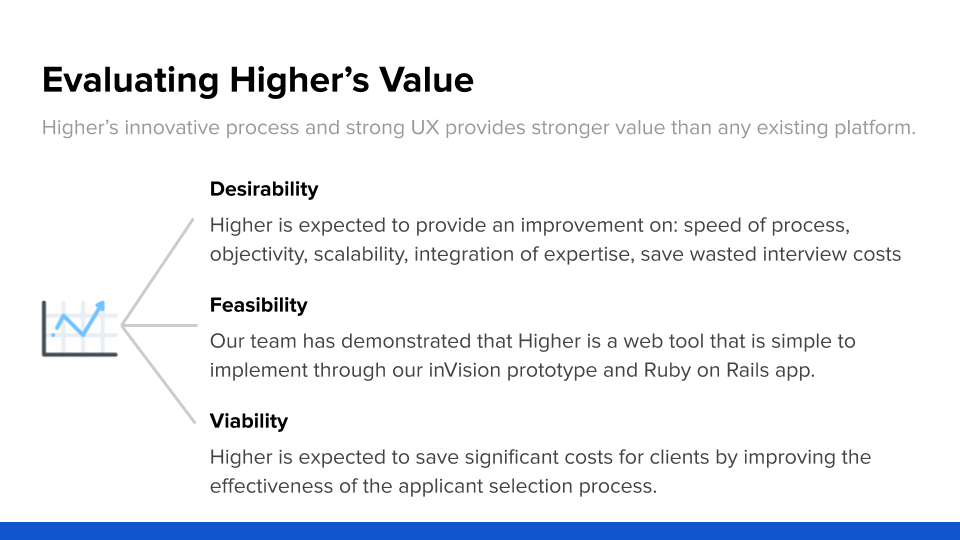 Evaluating Higher’s Value
Higher’s innovative process and strong UX provides stronger value than any existing platform.
Desirability
Higher is expected to provide an improvement on: speed of process,
objectivity, scalability, integration of expertise, save wasted interview costs
Feasibility
Our team has demonstrated that Higher is a web tool that is simple to
implement through our inVision prototype and Ruby on Rails app.
Viability
Higher is expected to save significant costs for clients by improving the
effectiveness of the applicant selection process.